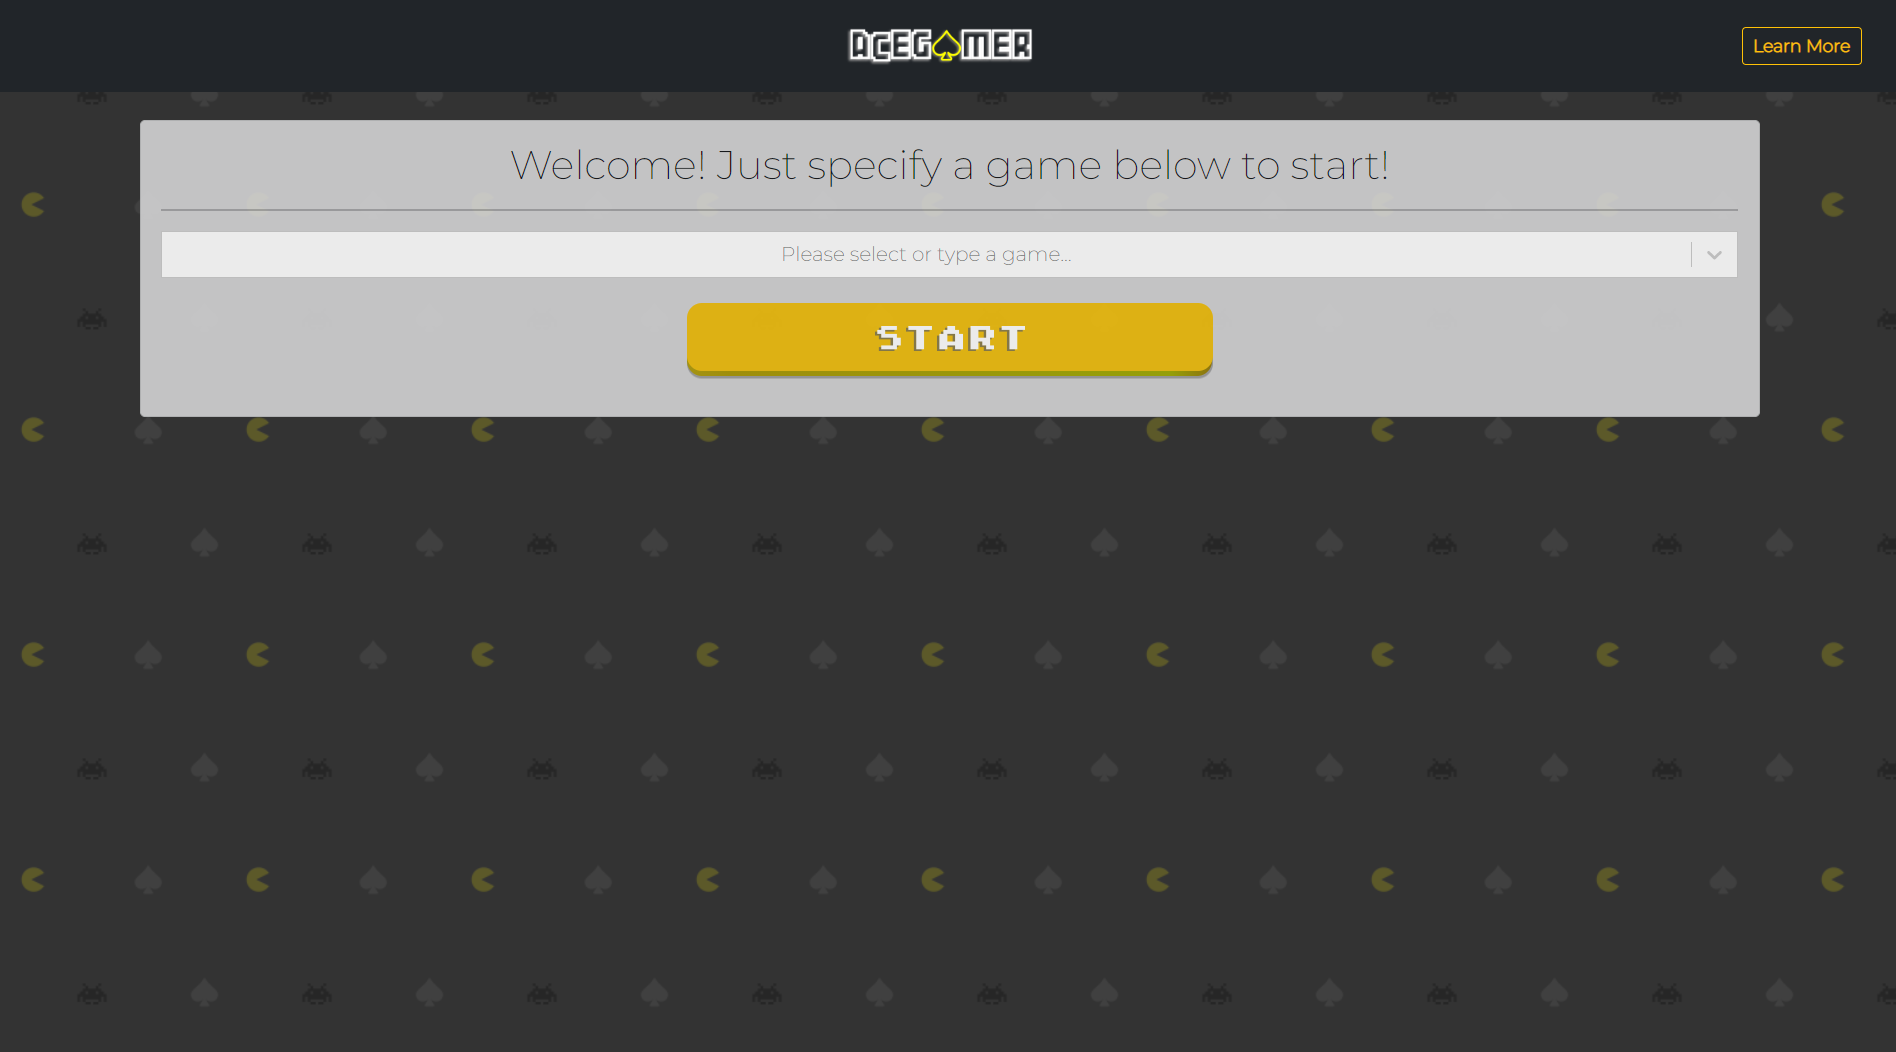 ACEGAMER
Learn More
Welcome! Just specify a game below to start!
Please select or type a game...
START